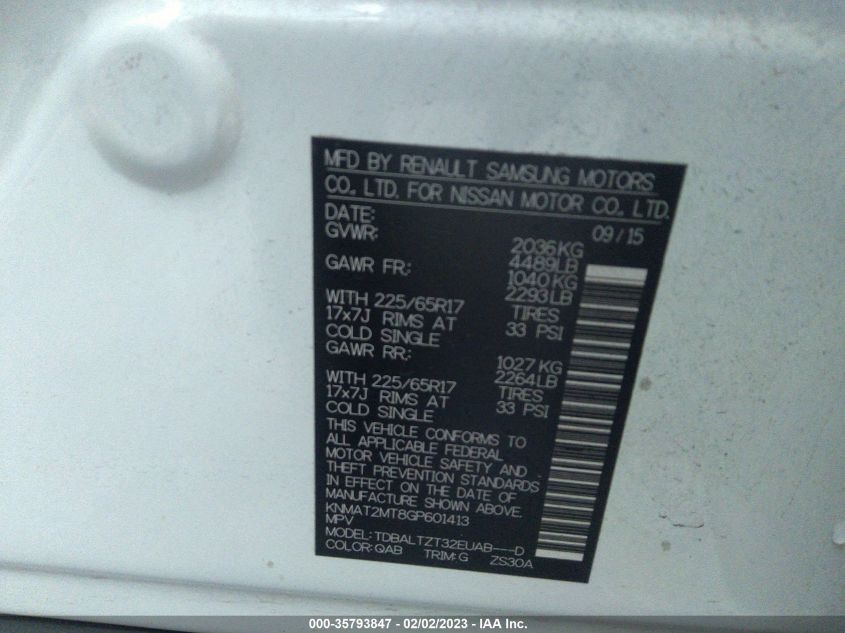 MFD BY RENAULT SAMSUNG MOTORS
CO., LTD. FOR NISSAN MOTOR CO., LTD.
DATE: 09/15
GVWR: 2036KG
4489LB
GAWR FR: 1040 KG
2293LB
WITH 225/65R17 TIRES
17x7J RIMS AT 33 PSI
COLD SINGLE
GAWR RR: 1027 KG
2264LB
WITH 225/65R17 TIRES
17x7J RIMS AT 33 PSI
COLD SINGLE
THIS VEHICLE CONFORMS TO
ALL APPLICABLE FEDERAL
MOTOR VEHICLE SAFETY AND
THEFT PREVENTION STANDARDS
IN EFFECT ON THE DATE OF
MANUFACTURE SHOWN ABOVE
KNMAT2MT8GP601413
MPV
MODEL: TDBALTZT32EUAB---D
COLOR: QAB TRIM: G ZS30A
000-35793847 - 02/02/2023 - IAA Inc.